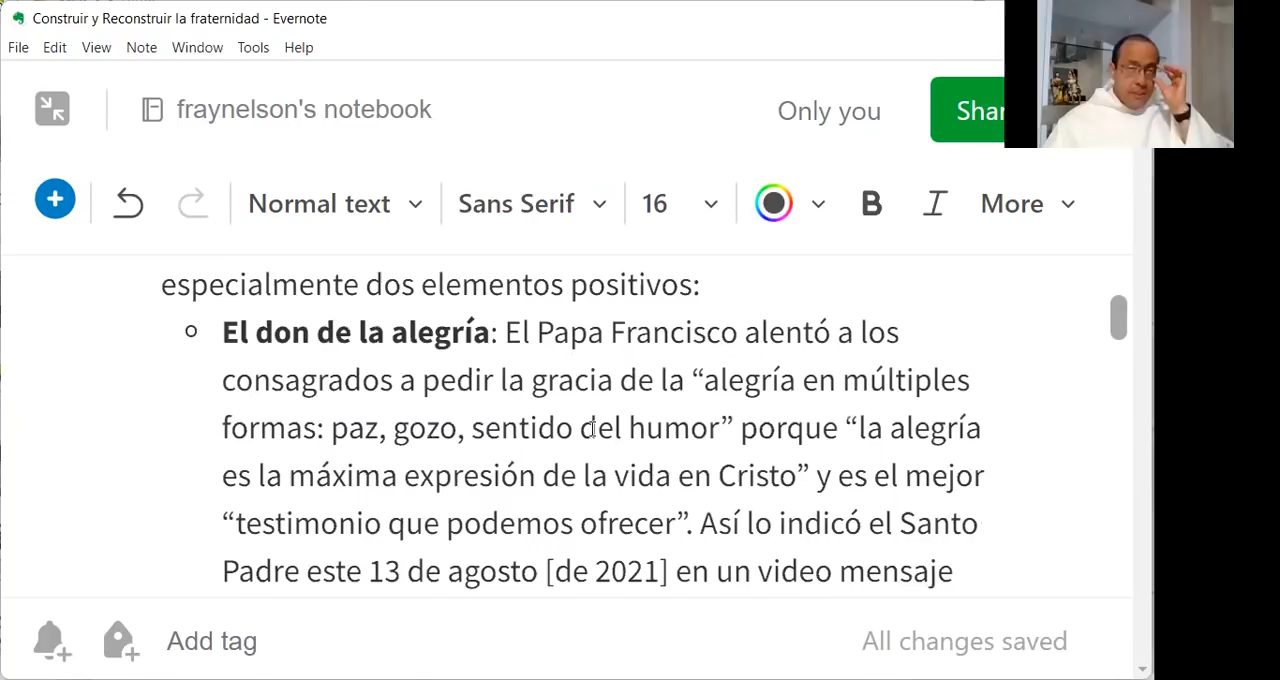 Construir y Reconstruir la fraternidad - Evernote
File Edit View Note Window Tools Help
fraynelson's notebook Only you Shar
Normal text Sans Serif 16 B I More
especialmente dos elementos positivos:
El don de la alegría: El Papa Francisco alentó a los
consagrados a pedir la gracia de la “alegría en múltiples
formas: paz, gozo, sentido del humor” porque “la alegría
es la máxima expresión de la vida en Cristo” y es el mejor
“testimonio que podemos ofrecer”. Así lo indicó el Santo
Padre este 13 de agosto [de 2021] en un video mensaje
Add tag All changes saved